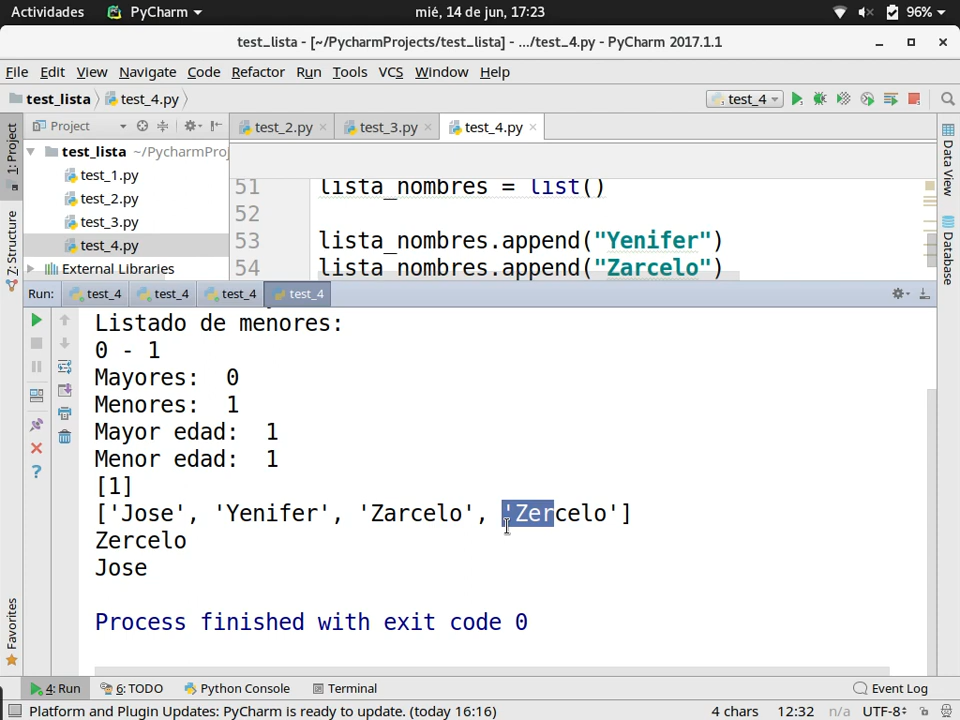 Actividades PyCharm mié, 14 de jun, 17:23 96%
test_lista - [~/PycharmProjects/test_lista] - .../test_4.py - PyCharm 2017.1.1
File Edit View Navigate Code Refactor Run Tools VCS Window Help
test_lista test_4.py test_4
1: Project
7: Structure
Favorites
Project
test_lista ~/PycharmProj
test_1.py
test_2.py
test_3.py
test_4.py
External Libraries
test_2.py test_3.py test_4.py
51 lista_nombres = list()
52
53 lista_nombres.append("Yenifer")
54 lista_nombres.append("Zarcelo")
Data View
Database
Run: test_4 test_4 test_4 test_4
Listado de menores:
0 - 1
Mayores:  0
Menores:  1
Mayor edad:  1
Menor edad:  1
[1]
['Jose', 'Yenifer', 'Zarcelo', 'Zercelo']
Zercelo
Jose
Process finished with exit code 0
4: Run 6: TODO Python Console Terminal Event Log
Platform and Plugin Updates: PyCharm is ready to update. (today 16:16) 4 chars 12:32 n/a UTF-8